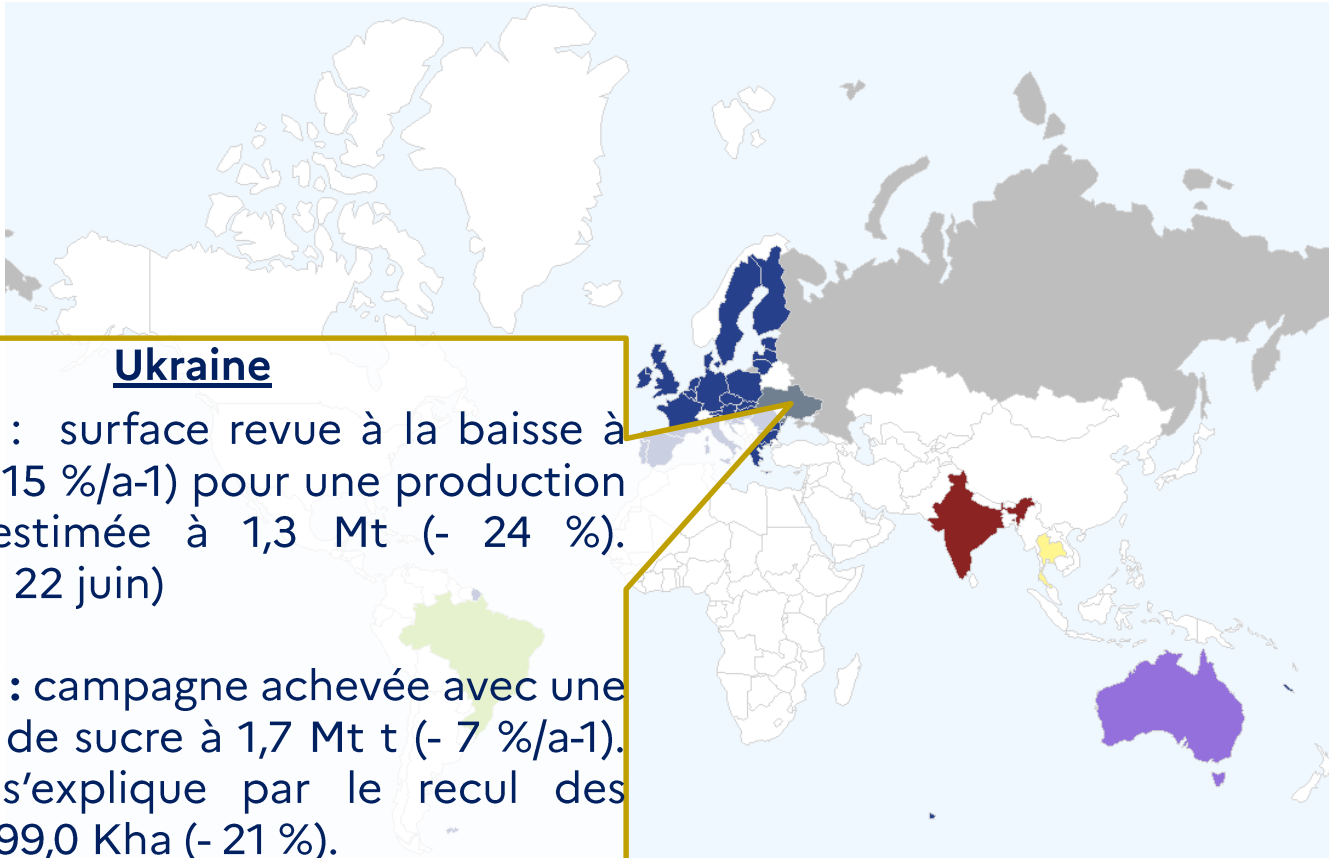 Ukraine
: surface revue à la baisse à
15 %/a-1) pour une production
estimée à 1,3 Mt (- 24 %).
22 juin)
: campagne achevée avec une
de sucre à 1,7 Mt t (- 7 %/a-1).
s’explique par le recul des
99,0 Kha (- 21 %).